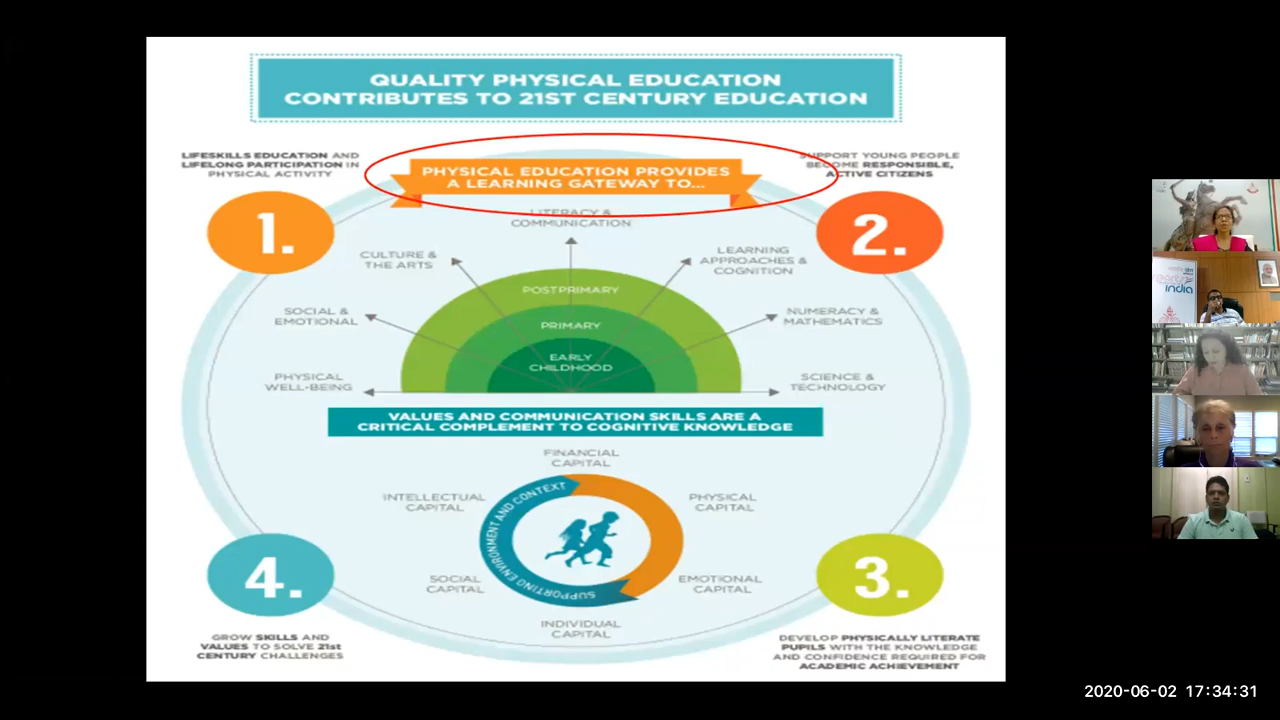 QUALITY PHYSICAL EDUCATION
CONTRIBUTES TO 21ST CENTURY EDUCATION
LIFESKILLS EDUCATION AND
LIFELONG PARTICIPATION IN
PHYSICAL ACTIVITY
1.
PHYSICAL EDUCATION PROVIDES
A LEARNING GATEWAY TO...
SUPPORT YOUNG PEOPLE
BECOME RESPONSIBLE,
ACTIVE CITIZENS
2.
LITERACY &
COMMUNICATION
CULTURE &
THE ARTS
LEARNING
APPROACHES &
COGNITION
SOCIAL &
EMOTIONAL
NUMERACY &
MATHEMATICS
PHYSICAL
WELL-BEING
SCIENCE &
TECHNOLOGY
POSTPRIMARY
PRIMARY
EARLY
CHILDHOOD
VALUES AND COMMUNICATION SKILLS ARE A
CRITICAL COMPLEMENT TO COGNITIVE KNOWLEDGE
FINANCIAL
CAPITAL
INTELLECTUAL
CAPITAL
PHYSICAL
CAPITAL
SUPPORTING ENVIRONMENT AND CONTEXT
SOCIAL
CAPITAL
EMOTIONAL
CAPITAL
INDIVIDUAL
CAPITAL
4.
GROW SKILLS AND
VALUES TO SOLVE 21st
CENTURY CHALLENGES
3.
DEVELOP PHYSICALLY LITERATE
PUPILS WITH THE KNOWLEDGE
AND CONFIDENCE REQUIRED FOR
ACADEMIC ACHIEVEMENT
india
2020-06-02 17:34:31